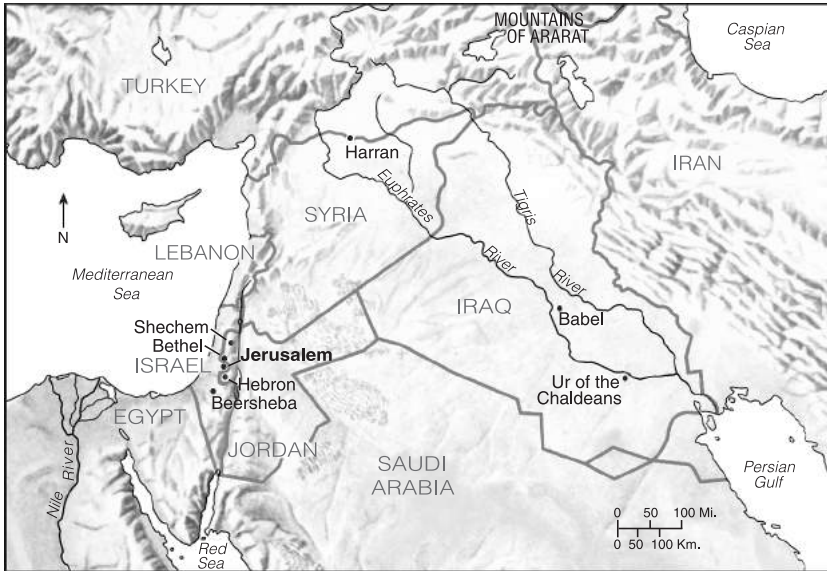 MOUNTAINS
OF ARARAT
Caspian
Sea
TURKEY
Harran
IRAN
Euphrates
River
Tigris
River
SYRIA
N
LEBANON
Mediterranean
Sea
IRAQ
Babel
Shechem
Bethel
ISRAEL
Jerusalem
Hebron
Beersheba
Ur of the
Chaldeans
EGYPT
JORDAN
Nile River
SAUDI
ARABIA
Persian
Gulf
Red
Sea
0 50 100 Mi.
0 50 100 Km.